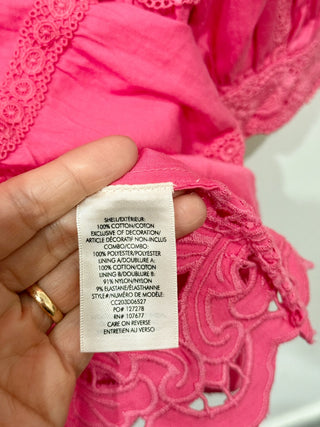 SHELL/EXTÉRIEUR:
100% COTTON/COTON
EXCLUSIVE OF DECORATION/
ARTICLE DÉCORATIF NON-INCLUS
COMBO/COMBO:
100% POLYESTER/POLYESTER
LINING A/DOUBLURE A:
100% COTTON/COTON
LINING B/DOUBLURE B:
91% NYLON/NYLON
9% ELASTANE/ÉLASTHANNE
STYLE#/NUMÉRO DE MODÈLE:
CC203D06527
PO# 127278
RN# 107677
CARE ON REVERSE
ENTRETIEN AU VERSO